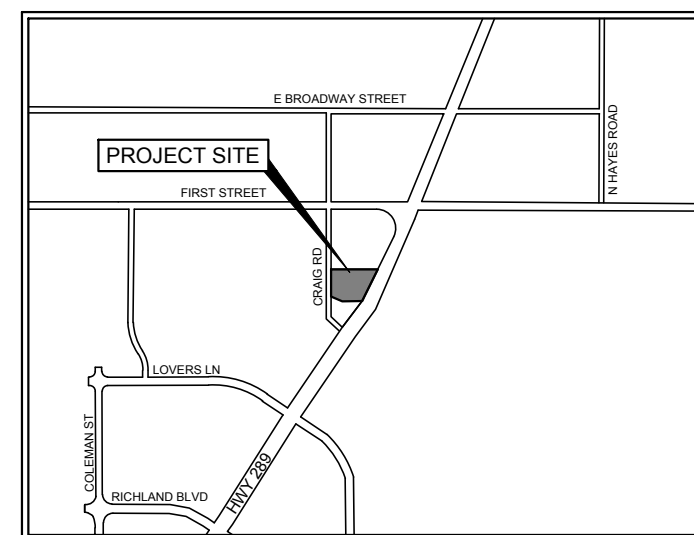 E BROADWAY STREET
N HAYES ROAD
PROJECT SITE
FIRST STREET
CRAIG RD
LOVERS LN
COLEMAN ST
HWY 289
RICHLAND BLVD